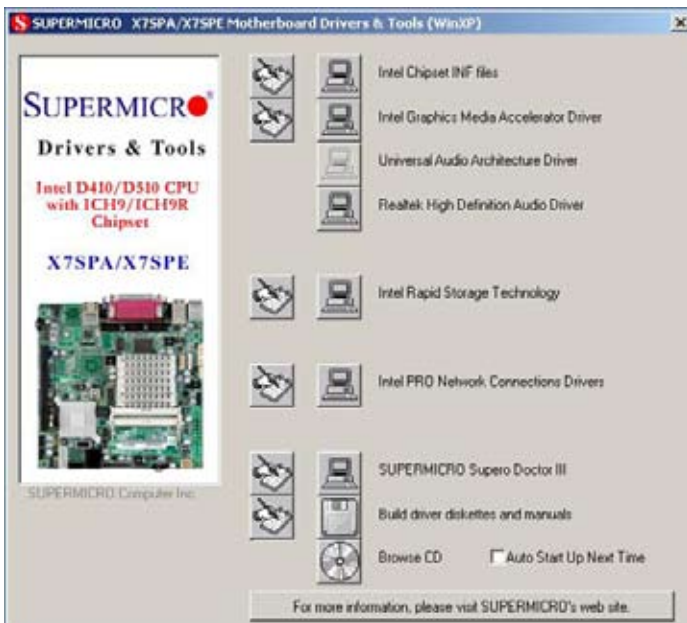 SUPERMICRO X7SPA/X7SPE Motherboard Drivers & Tools (WinXP)
SUPERMICRO
Drivers & Tools
Intel D410/D510 CPU
with ICH9/ICH9R
Chipset
X7SPA/X7SPE
SUPERMICRO Computer Inc.
Intel Chipset INF files
Intel Graphics Media Accelerator Driver
Universal Audio Architecture Driver
Realtek High Definition Audio Driver
Intel Rapid Storage Technology
Intel PRO Network Connections Drivers
SUPERMICRO Supero Doctor III
Build driver diskettes and manuals
Browse CD
Auto Start Up Next Time
For more information, please visit SUPERMICRO's web site.